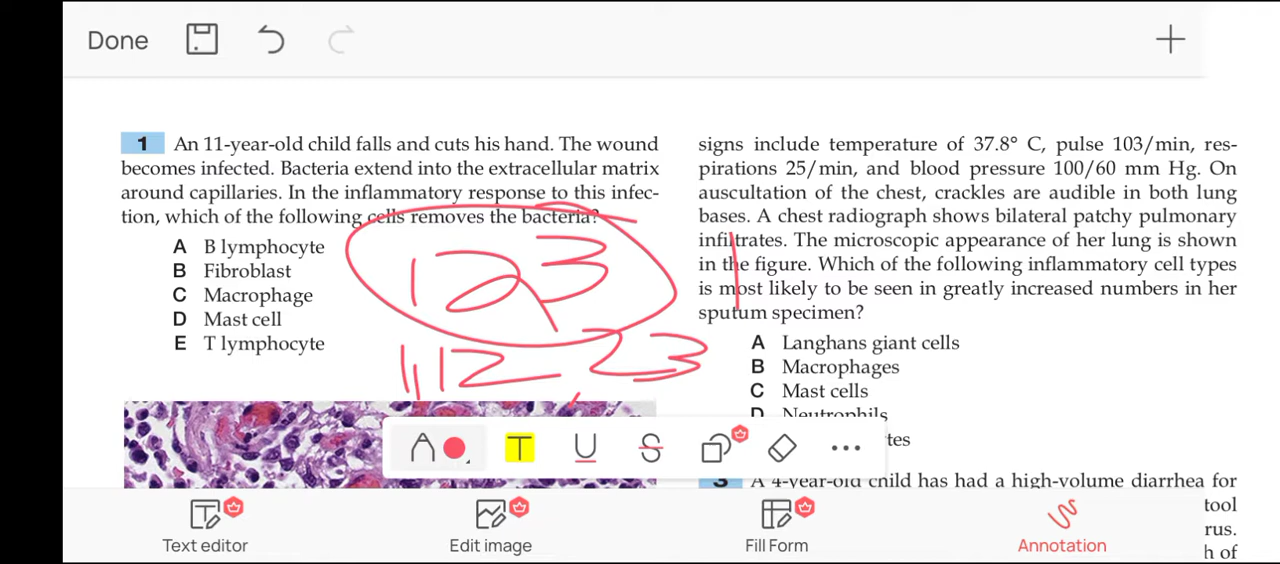 Done
1 An 11-year-old child falls and cuts his hand. The wound
becomes infected. Bacteria extend into the extracellular matrix
around capillaries. In the inflammatory response to this infec-
tion, which of the following cells removes the bacteria?
A B lymphocyte
B Fibroblast
C Macrophage
D Mast cell
E T lymphocyte
123
1,12 23
signs include temperature of 37.8° C, pulse 103/min, res-
pirations 25/min, and blood pressure 100/60 mm Hg. On
auscultation of the chest, crackles are audible in both lung
bases. A chest radiograph shows bilateral patchy pulmonary
infiltrates. The microscopic appearance of her lung is shown
in the figure. Which of the following inflammatory cell types
is most likely to be seen in greatly increased numbers in her
sputum specimen?
A Langhans giant cells
B Macrophages
C Mast cells
D Neutrophils
tes
3 A 4-year-old child has had a high-volume diarrhea for
tool
rus.
h of
A T U S
Text editor
Edit image
Fill Form
Annotation